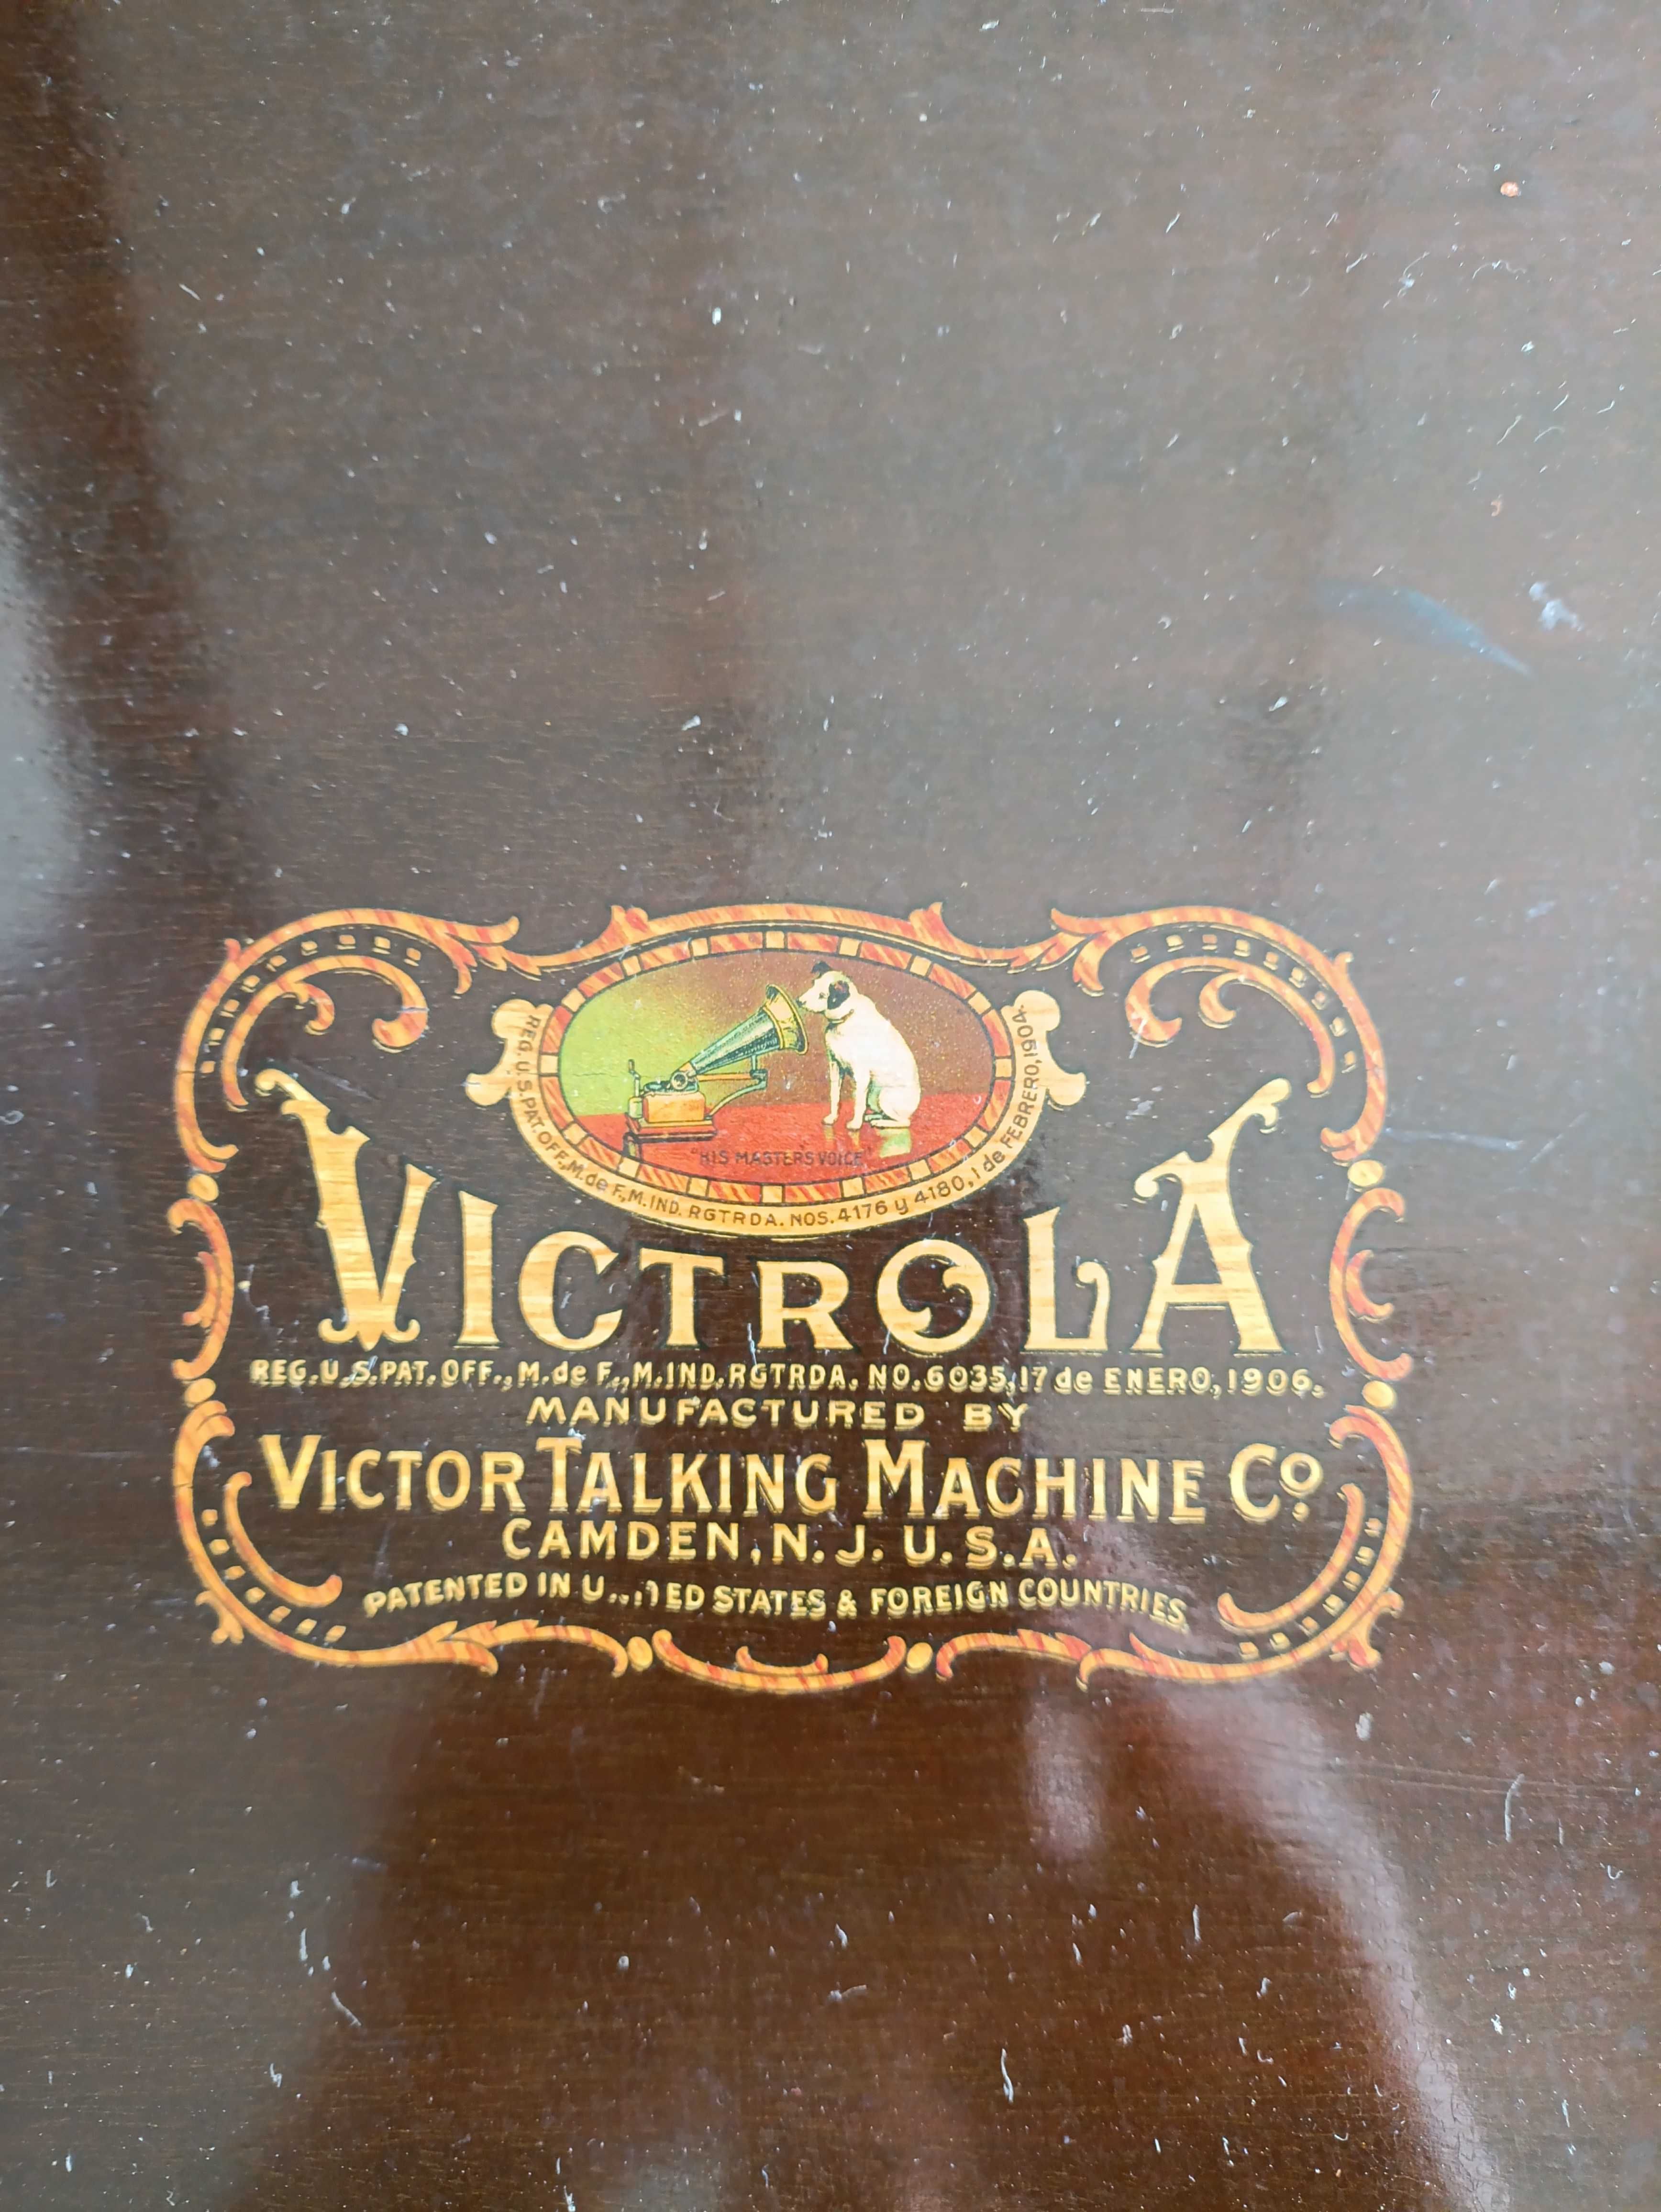 "HIS MASTERS VOICE"
REG. U.S. PAT OFF., M. de F., M. IND. RGTRDA. NOS. 4176 y 4180, 1 de FEBRERO, 1904.
VICTROLA
REG. U.S. PAT. OFF., M. de F., M. IND. RGTRDA. NO. 6035, 17 de ENERO, 1906.
MANUFACTURED BY
VICTOR TALKING MACHINE Co.
CAMDEN, N. J. U. S. A.
PATENTED IN UNITED STATES & FOREIGN COUNTRIES.